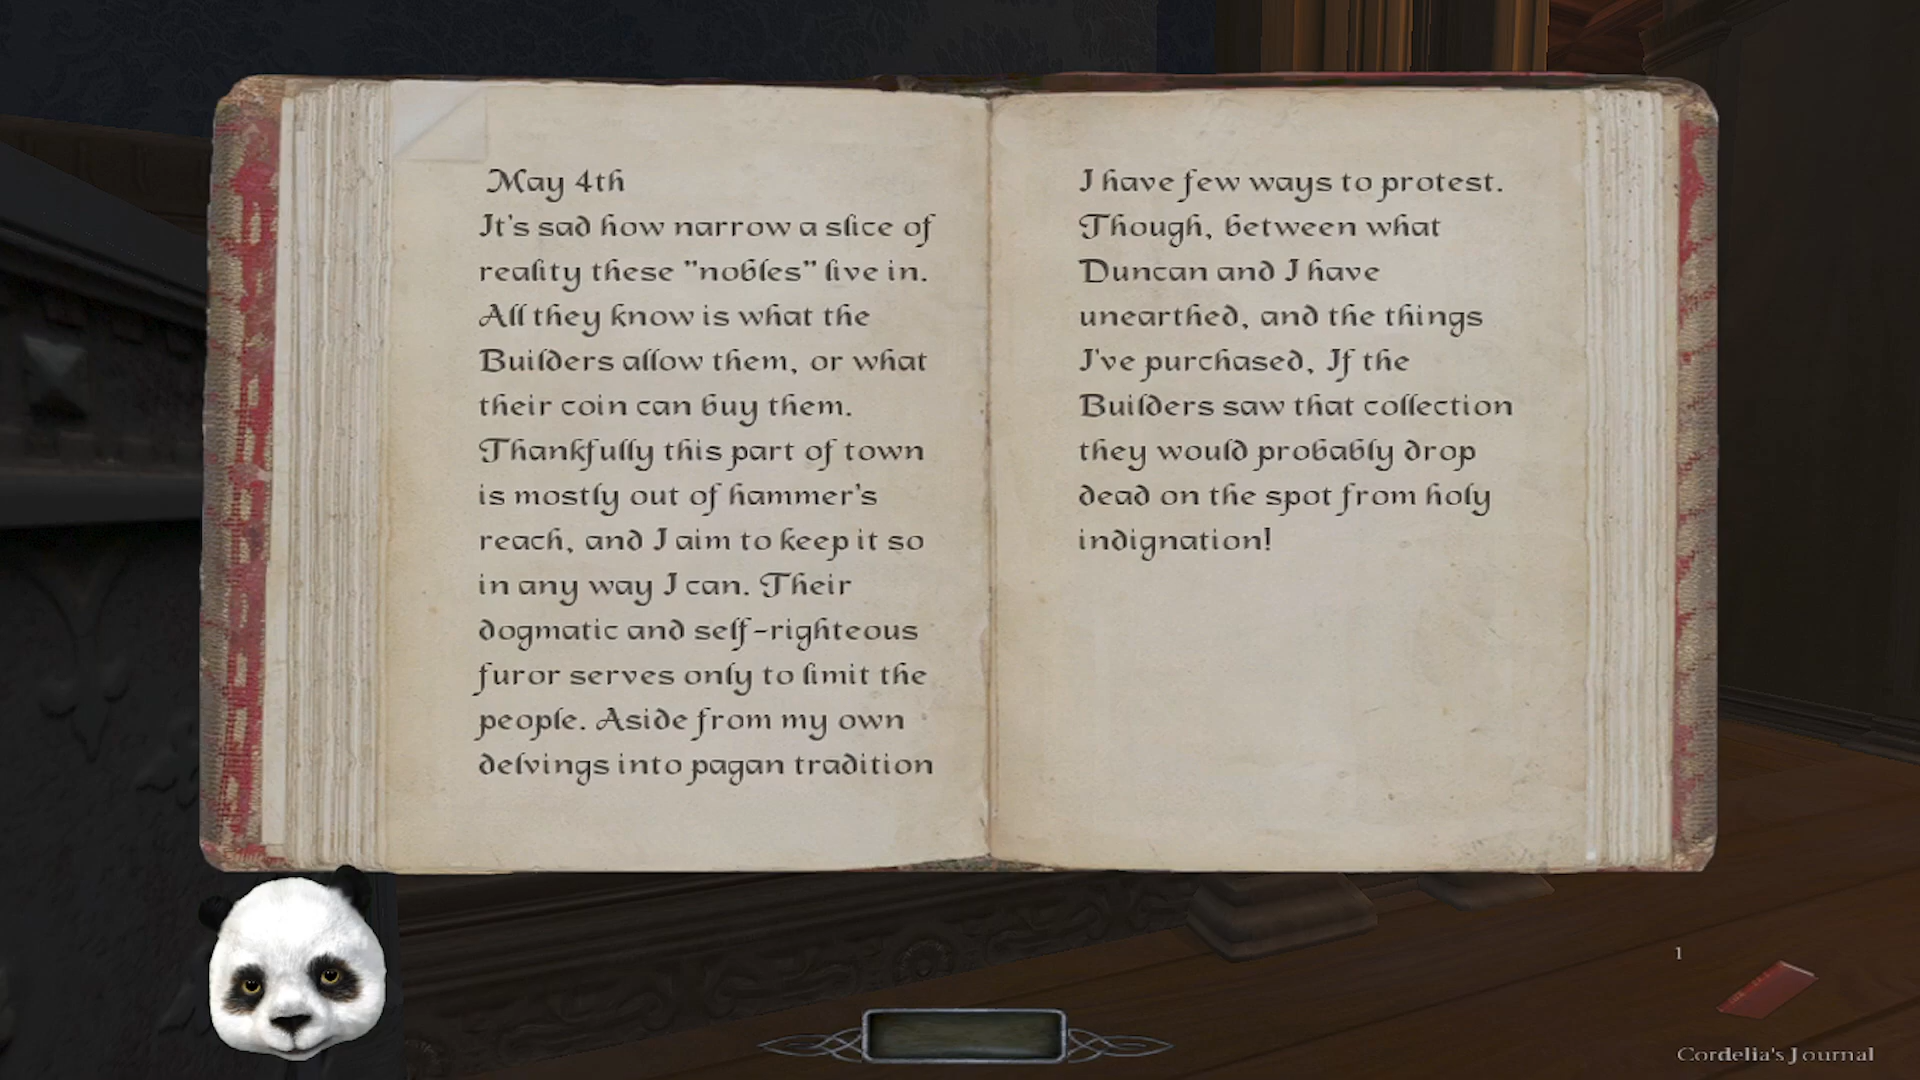 May 4th
It's sad how narrow a slice of
reality these "nobles" live in.
All they know is what the
Builders allow them, or what
their coin can buy them.
Thankfully this part of town
is mostly out of hammer's
reach, and I aim to keep it so
in any way I can. Their
dogmatic and self-righteous
furor serves only to limit the
people. Aside from my own
delvings into pagan tradition
I have few ways to protest.
Though, between what
Duncan and I have
unearthed, and the things
I've purchased, If the
Builders saw that collection
they would probably drop
dead on the spot from holy
indignation!
1
Cordelia's Journal